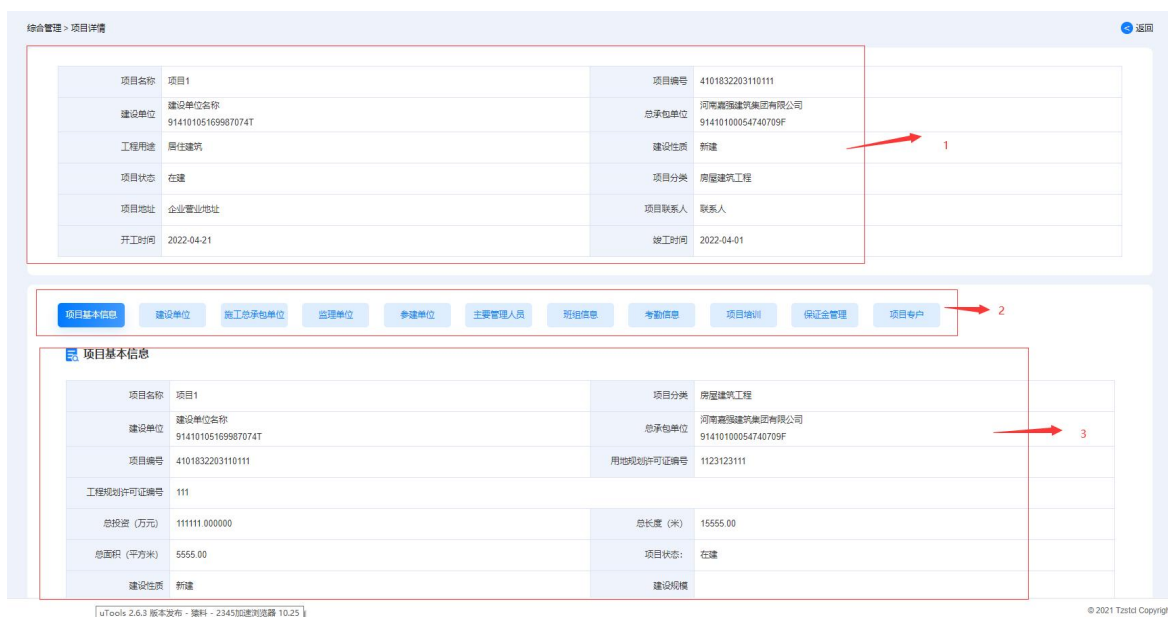 综合管理 > 项目详情
返回
项目名称 项目1 项目编号 4101832203110111
建设单位 建设单位名称 91410105169987074T 总承包单位 河南嘉强建筑集团有限公司 91410100054740709F
工程用途 居住建筑 建设性质 新建
1
项目状态 在建 项目分类 房屋建筑工程
项目地址 企业营业地址 项目联系人 联系人
开工时间 2022-04-21 竣工时间 2022-04-01
项目基本信息 建设单位 施工总承包单位 监理单位 参建单位 主要管理人员 班组信息 考勤信息 项目培训 保证金管理 项目专户
2
项目基本信息
项目名称 项目1 项目分类 房屋建筑工程
建设单位 建设单位名称 91410105169987074T 总承包单位 河南嘉强建筑集团有限公司 91410100054740709F
3
项目编号 4101832203110111 用地规划许可证编号 1123123111
工程规划许可证编号 111
总投资（万元） 111111.000000 总长度（米） 15555.00
总面积（平方米） 5555.00 项目状态： 在建
建设性质 新建 建设规模
uTools 2.6.3 版本发布 - 猿料 - 2345加速浏览器 10.25
© 2021 Tzstcl Copyrigh